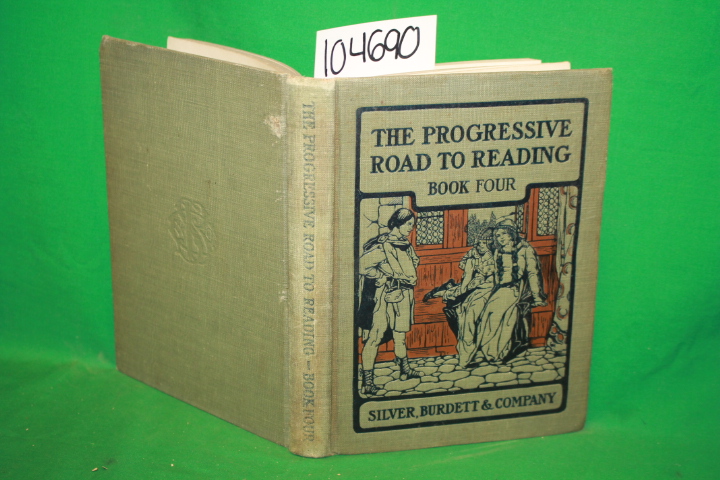 104690
THE PROGRESSIVE
ROAD TO READING
BOOK FOUR
SILVER, BURDETT & COMPANY
THE PROGRESSIVE ROAD TO READING - BOOK FOUR